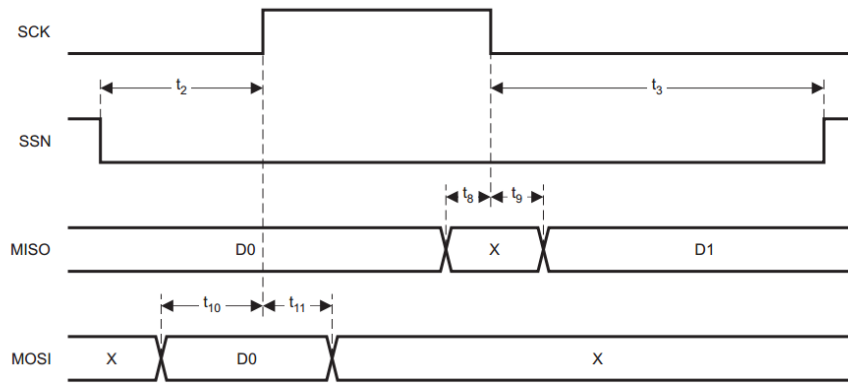 SCK
t2 t3
SSN
t8 t9
MISO D0 X D1
t10 t11
MOSI X D0 X